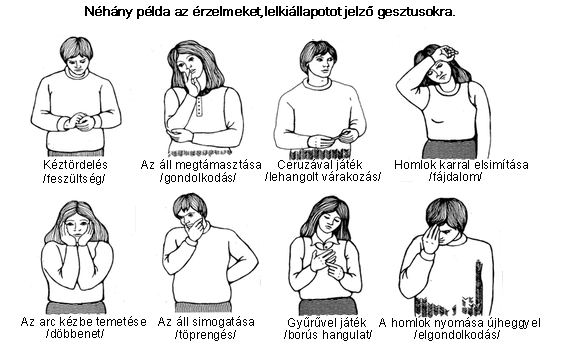 Néhány példa az érzelmeket,lelkiállapotot jelző gesztusokra.
Kéztördelés
/feszültség/
Az áll megtámasztása
/gondolkodás/
Ceruzával játék
/lehangolt várakozás/
Homlok karral elsimítása
/fájdalom/
Az arc kézbe temetése
/döbbenet/
Az áll simogatása
/töprengés/
Gyűrűvel játék
/borús hangulat/
A homlok nyomása újheggyel
/elgondolkodás/